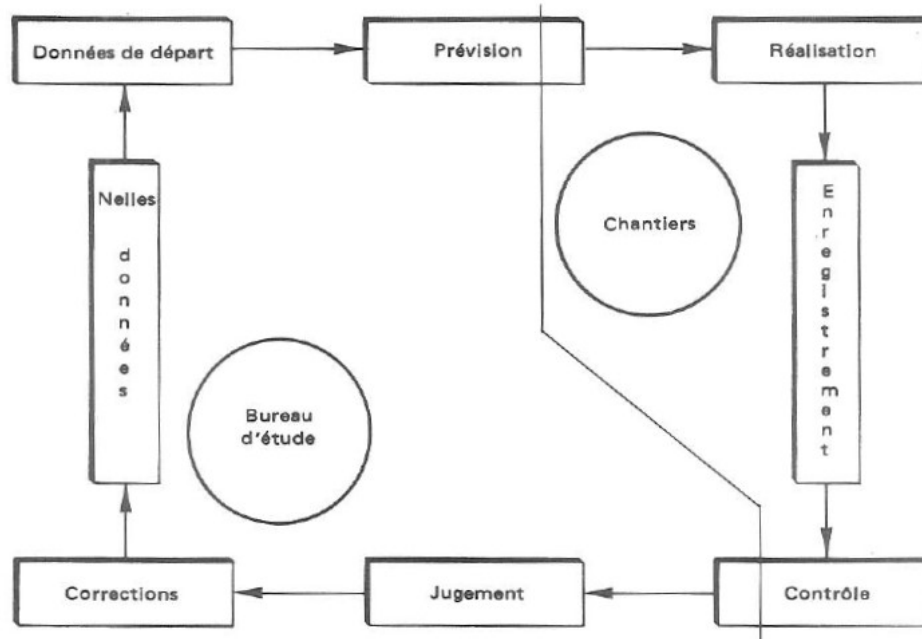 Données de départ
Prévision
Réalisation
Nelles
données
Enregistrement
Chantiers
Bureau
d'étude
Corrections
Jugement
Contrôle